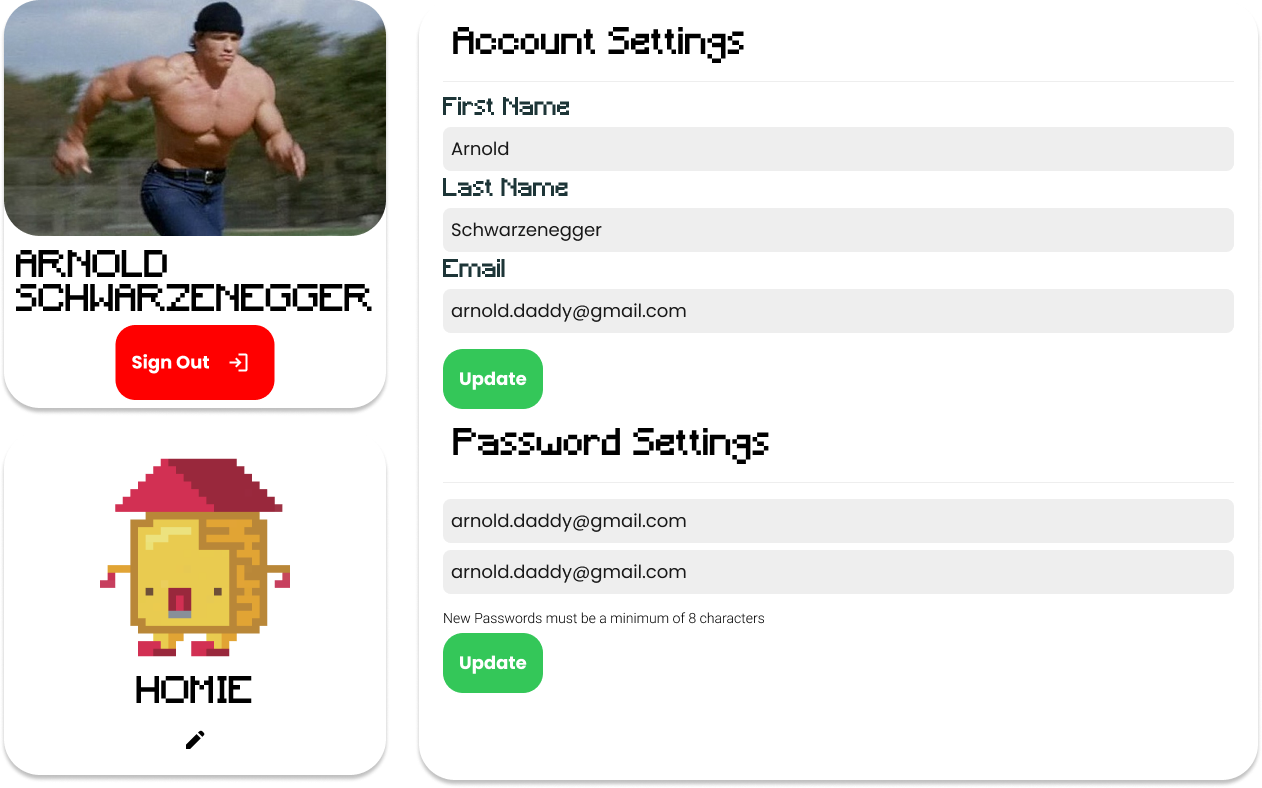 ARNOLD
SCHWARZENEGGER
Sign Out
HOMIE
Account Settings
First Name
Arnold
Last Name
Schwarzenegger
Email
arnold.daddy@gmail.com
Update
Password Settings
arnold.daddy@gmail.com
arnold.daddy@gmail.com
New Passwords must be a minimum of 8 characters
Update